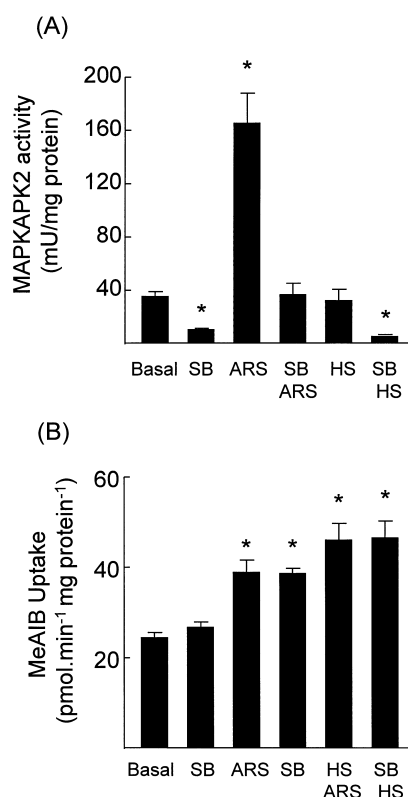 (A)
MAPKAPK2 activity
(mU/mg protein)
200
160
120
80
40
*
*
*
Basal SB ARS SB HS SB
ARS HS
(B)
MeAIB Uptake
(pmol.min⁻¹ mg protein⁻¹)
60
40
20
*
*
*
*
Basal SB ARS SB HS SB
ARS HS